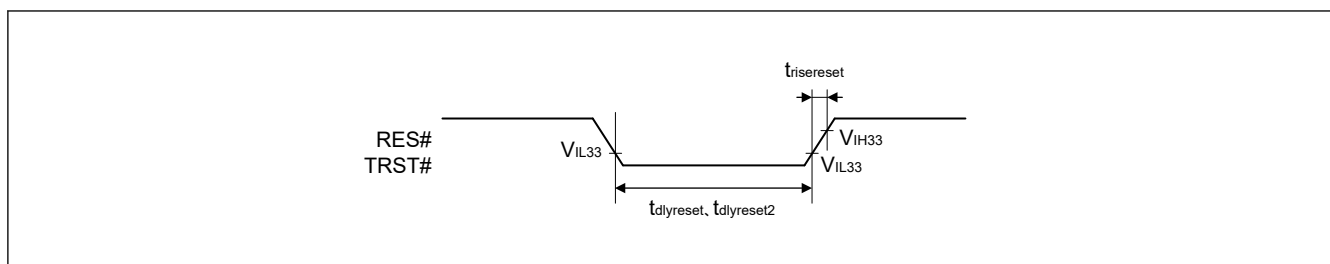 trisereset
RES#
TRST#
VIL33
VIH33
VIL33
tdlyreset、tdlyreset2